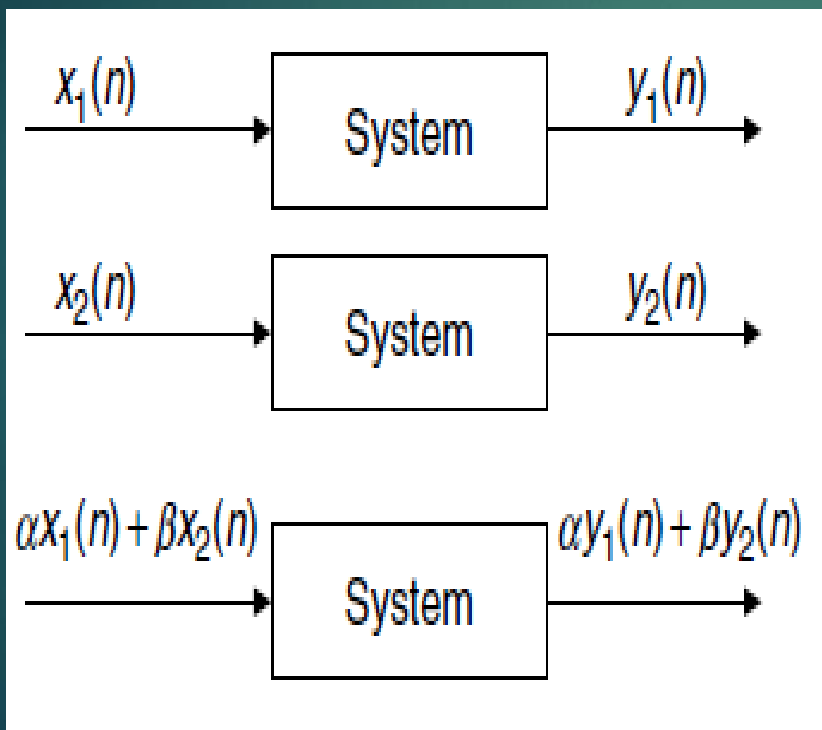 x₁(n) System y₁(n)
x₂(n) System y₂(n)
αx₁(n) + βx₂(n) System αy₁(n) + βy₂(n)